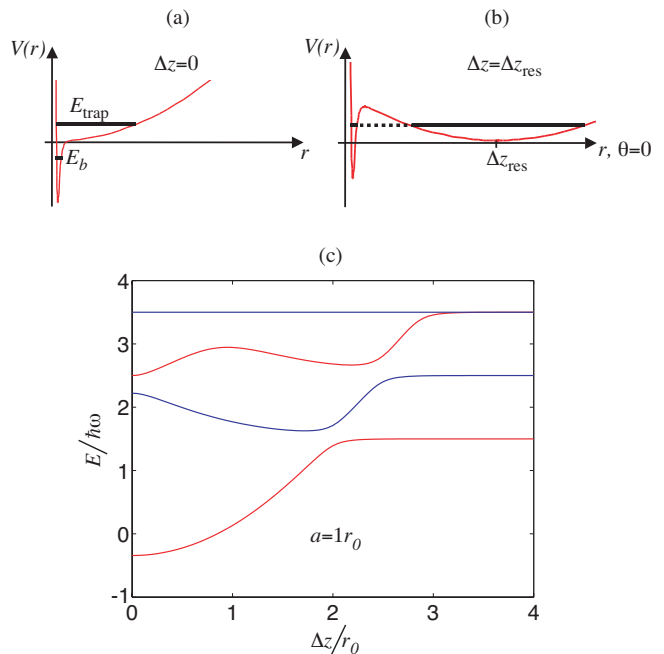 (a)
(b)
V(r)
Δz=0
E_trap
E_b
r
V(r)
Δz=Δz_res
Δz_res
r, θ=0
(c)
4
3
2
1
0
-1
E/ħω
a=1r_0
0
1
2
3
4
Δz/r_0